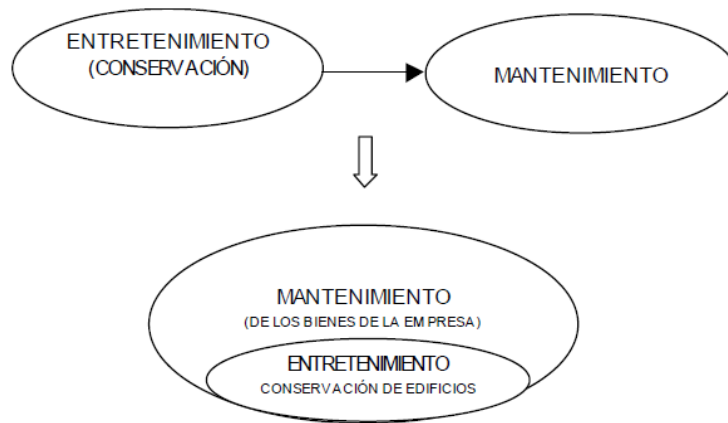 ENTRETENIMIENTO
(CONSERVACIÓN)
MANTENIMIENTO
MANTENIMIENTO
(DE LOS BIENES DE LA EMPRESA)
ENTRETENIMIENTO
CONSERVACIÓN DE EDIFICIOS